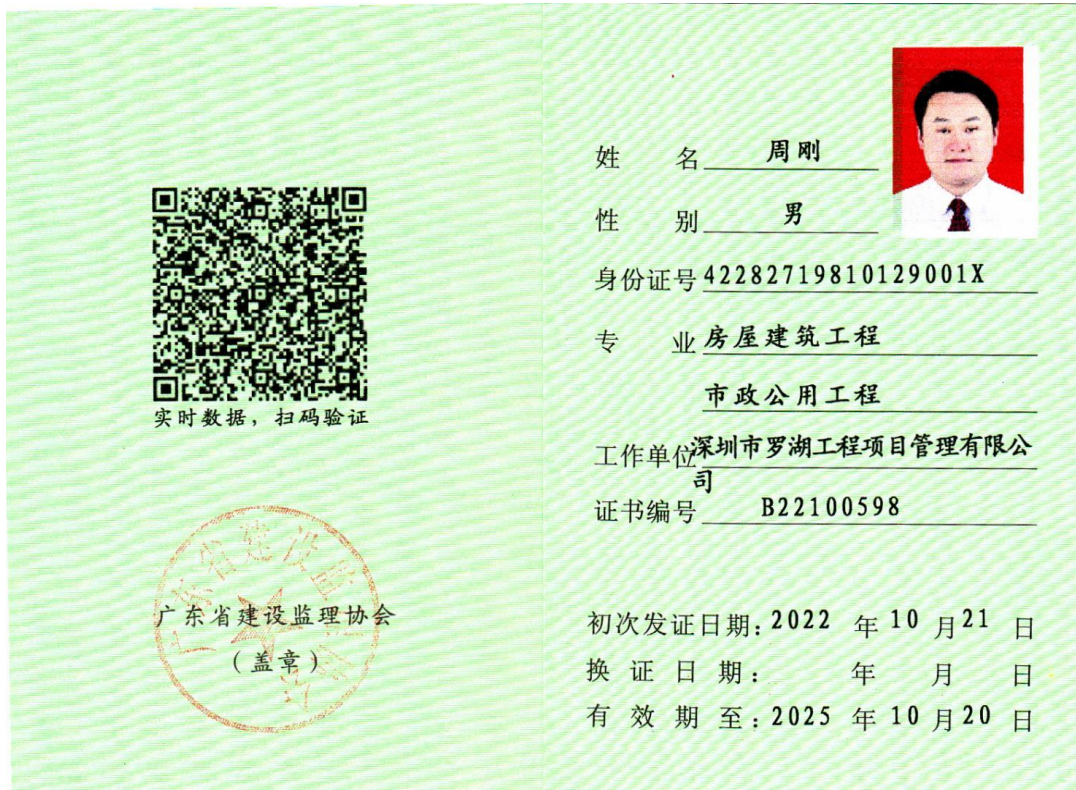 实时数据，扫码验证
广东省建设监理协会
（盖章）
姓 名 周刚
性 别 男
身份证号 42282719810129001X
专 业 房屋建筑工程
市政公用工程
工作单位 深圳市罗湖工程项目管理有限公
司
证书编号 B22100598
初次发证日期：2022 年 10 月 21 日
换 证 日 期： 年 月 日
有 效 期 至：2025 年 10 月 20 日